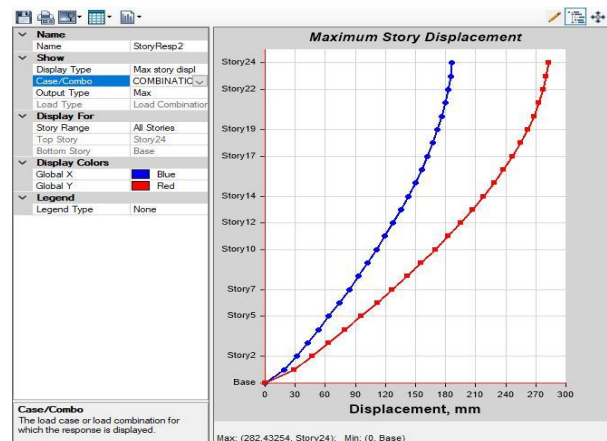 Name
Name StoryResp2
Show
Display Type Max story displ
Case/Combo COMBINATIC
Output Type Max
Load Type Load Combination
Display For
Story Range All Stories
Top Story Story24
Bottom Story Base
Display Colors
Global X Blue
Global Y Red
Legend
Legend Type None
Case/Combo
The load case or load combination for
which the response is displayed.
Maximum Story Displacement
Story24
Story22
Story19
Story17
Story14
Story12
Story10
Story7
Story5
Story2
Base
0 30 60 90 120 150 180 210 240 270 300
Displacement, mm
Max: (282.43254, Story24); Min: (0, Base)